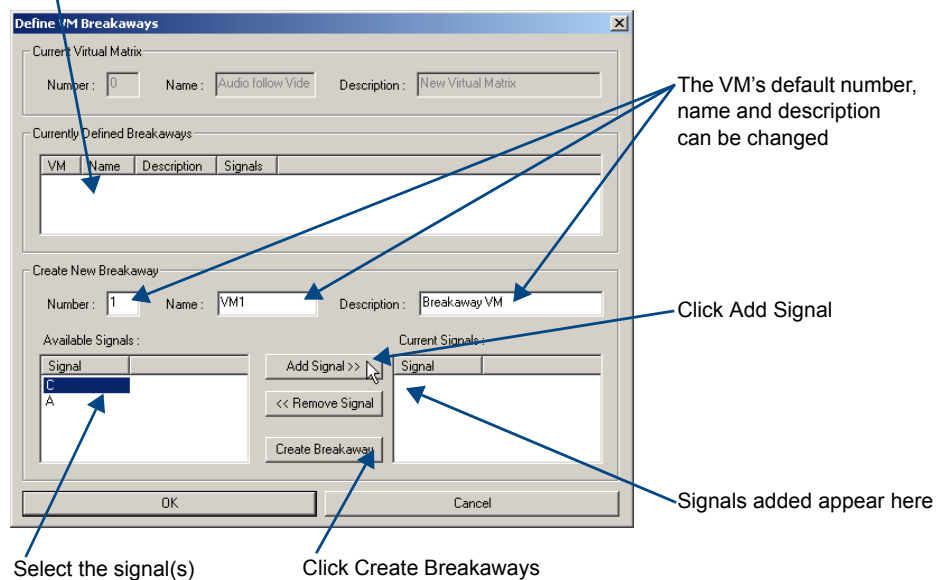 Define VM Breakaways
Current Virtual Matrix
Number : 0 Name : Audio follow Vide Description : New Virtual Matrix
The VM's default number,
name and description
can be changed
Currently Defined Breakaways
VM Name Description Signals
Create New Breakaway
Number : 1 Name : VM1 Description : Breakaway VM
Click Add Signal
Available Signals : Current Signals :
Signal Add Signal >> Signal
C
A << Remove Signal
Create Breakaway
OK Cancel
Signals added appear here
Select the signal(s) Click Create Breakaways